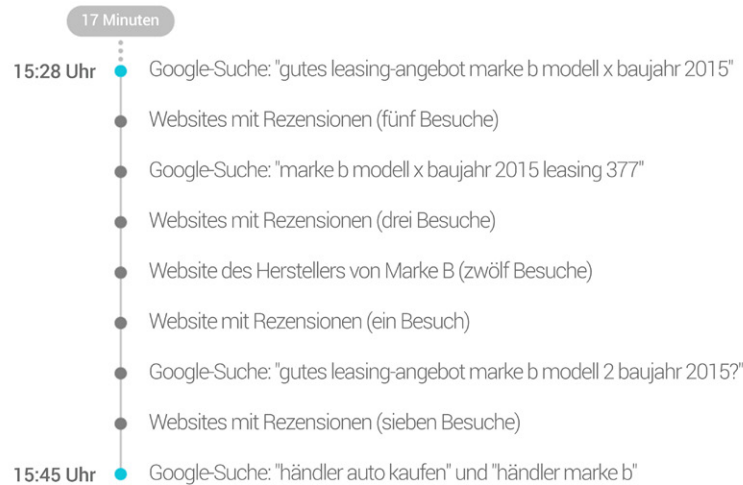 17 Minuten
15:28 Uhr Google-Suche: "gutes leasing-angebot marke b modell x baujahr 2015"
Websites mit Rezensionen (fünf Besuche)
Google-Suche: "marke b modell x baujahr 2015 leasing 377"
Websites mit Rezensionen (drei Besuche)
Website des Herstellers von Marke B (zwölf Besuche)
Website mit Rezensionen (ein Besuch)
Google-Suche: "gutes leasing-angebot marke b modell 2 baujahr 2015?"
Websites mit Rezensionen (sieben Besuche)
15:45 Uhr Google-Suche: "händler auto kaufen" und "händler marke b"